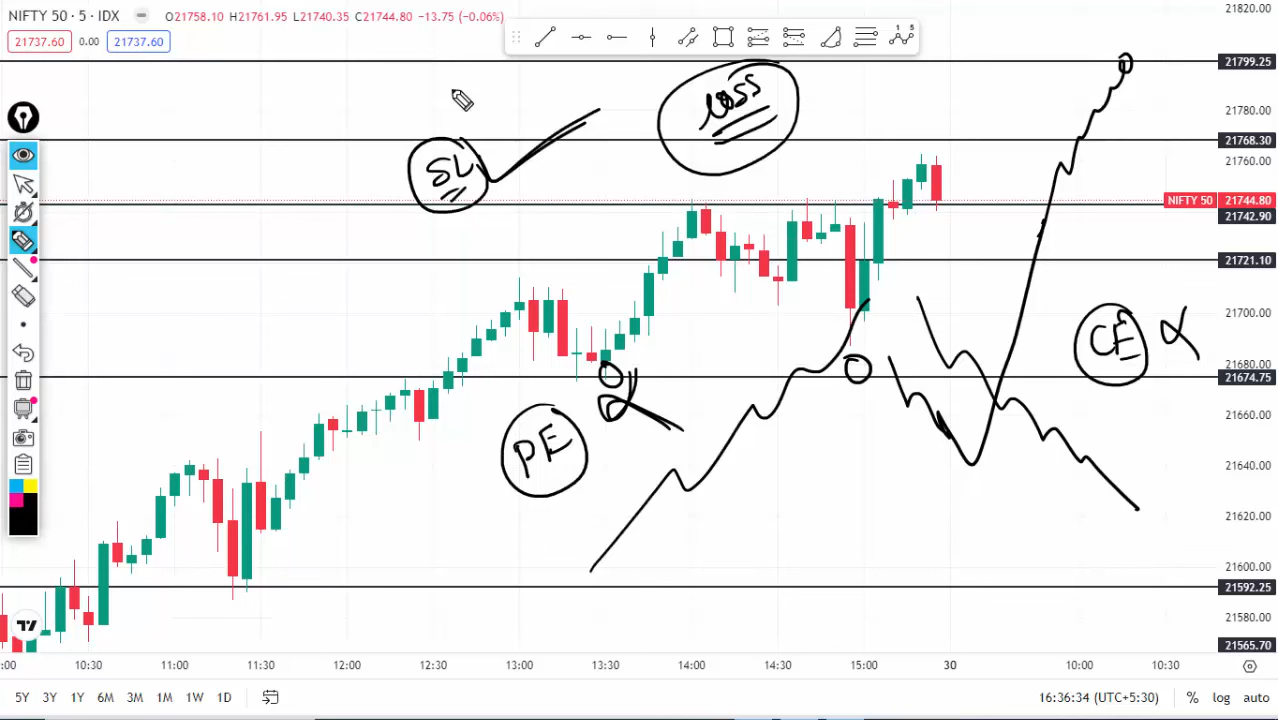 NIFTY 50 · 5 · IDX
O21758.10 H21761.95 L21740.35 C21744.80 −13.75 (−0.06%)
21737.60 0.00 21737.60
1 5
21820.00
21799.25
21780.00
21768.30
21760.00
NIFTY 50 21744.80
21742.90
21721.10
21700.00
21680.00
21674.75
21660.00
21640.00
21620.00
21600.00
21592.25
21580.00
21565.70
loss
SL
CE
PE
:00 10:30 11:00 11:30 12:00 12:30 13:00 13:30 14:00 14:30 15:00 30 10:00 10:30
5Y 3Y 1Y 6M 3M 1M 1W 1D 16:36:34 (UTC+5:30) % log auto